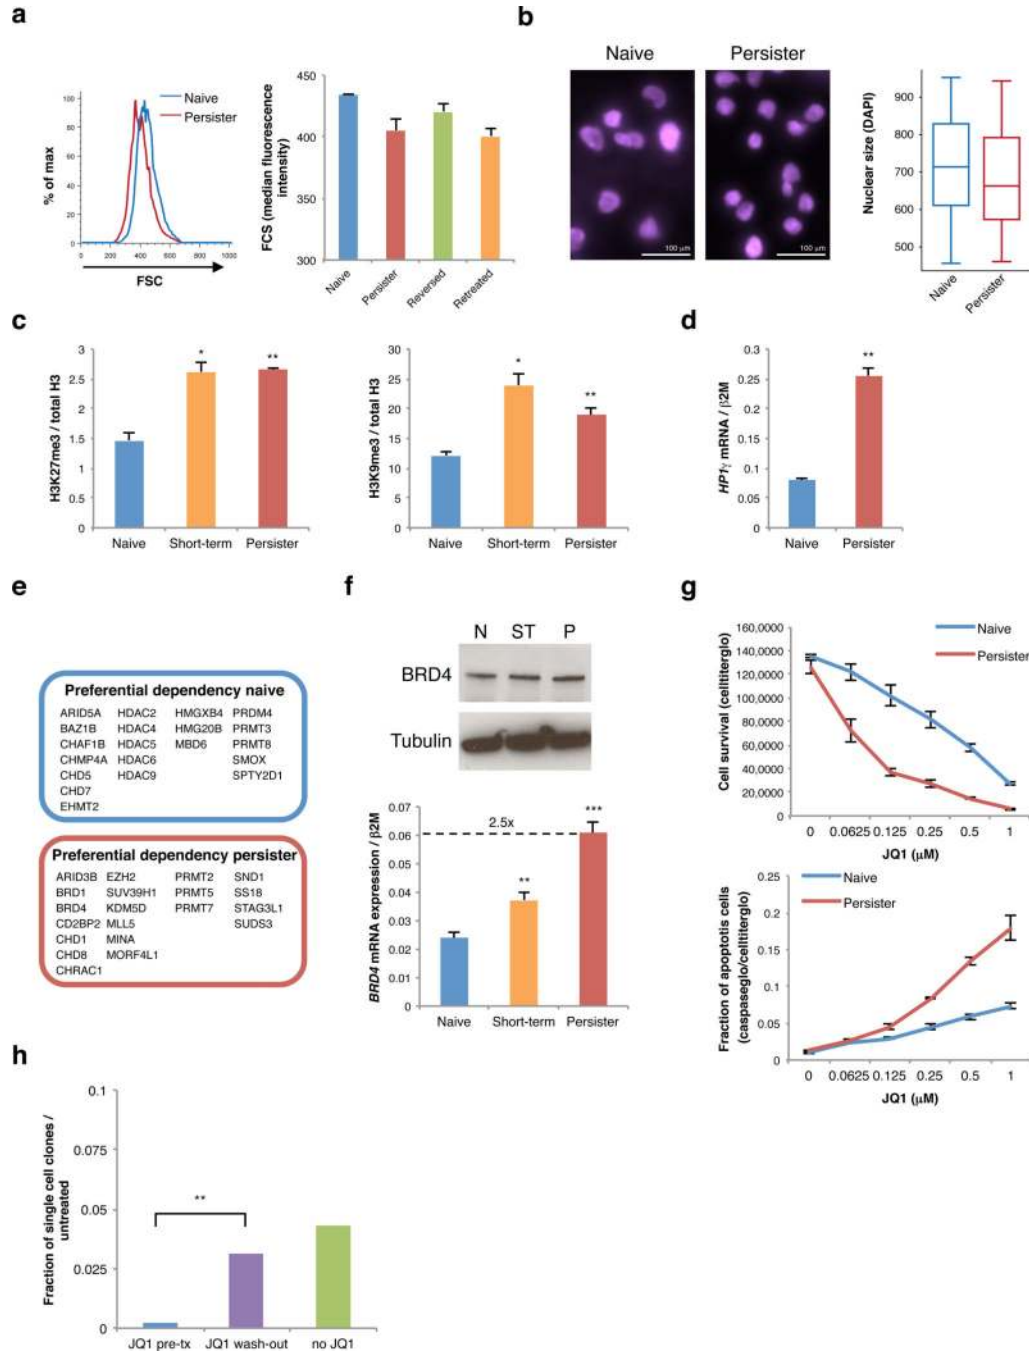 a
Naive
Persister
% of max
100
80
60
40
20
0
0 200 400 600 800 1000
FSC
FCS (median fluorescence
intensity)
450
400
350
300
Naive
Persister
Reversed
Retreated
b
Naive Persister
100 μm
100 μm
Nuclear size (DAPI)
900
800
700
600
500
Naive
Persister
c
H3K27me3 / total H3
3
2.5
2
1.5
1
0.5
0
* **
Naive Short-term Persister
H3K9me3 / total H3
30
25
20
15
10
5
0
* **
Naive Short-term Persister
d
HP1γ mRNA / β2M
0.3
0.25
0.2
0.15
0.1
0.05
0
**
Naive Persister
e
Preferential dependency naive
ARID5A HDAC2 HMGXB4 PRDM4
BAZ1B HDAC4 HMG20B PRMT3
CHAF1B HDAC5 MBD6 PRMT8
CHMP4A HDAC6 SMOX
CHD5 HDAC9 SPTY2D1
CHD7
EHMT2
Preferential dependency persister
ARID3B EZH2 PRMT2 SND1
BRD1 SUV39H1 PRMT5 SS18
BRD4 KDM5D PRMT7 STAG3L1
CD2BP2 MLL5 SUDS3
CHD1 MINA
CHD8 MORF4L1
CHRAC1
f
N ST P
BRD4
Tubulin
BRD4 mRNA expression / β2M
0.07
0.06
0.05
0.04
0.03
0.02
0.01
0
2.5x
** ***
Naive Short-term Persister
g
Cell survival (celltiterglo)
160,0000
140,0000
120,0000
100,0000
80,0000
60,0000
40,0000
20,0000
0
Naive
Persister
0 0.0625 0.125 0.25 0.5 1
JQ1 (μM)
Fraction of apoptotis cells
(caspaseglo/celltiterglo)
0.25
0.2
0.15
0.1
0.05
0
Naive
Persister
0 0.0625 0.125 0.25 0.5 1
JQ1 (μM)
h
Fraction of single cell clones /
untreated
0.1
0.075
0.05
0.025
0
**
JQ1 pre-tx JQ1 wash-out no JQ1